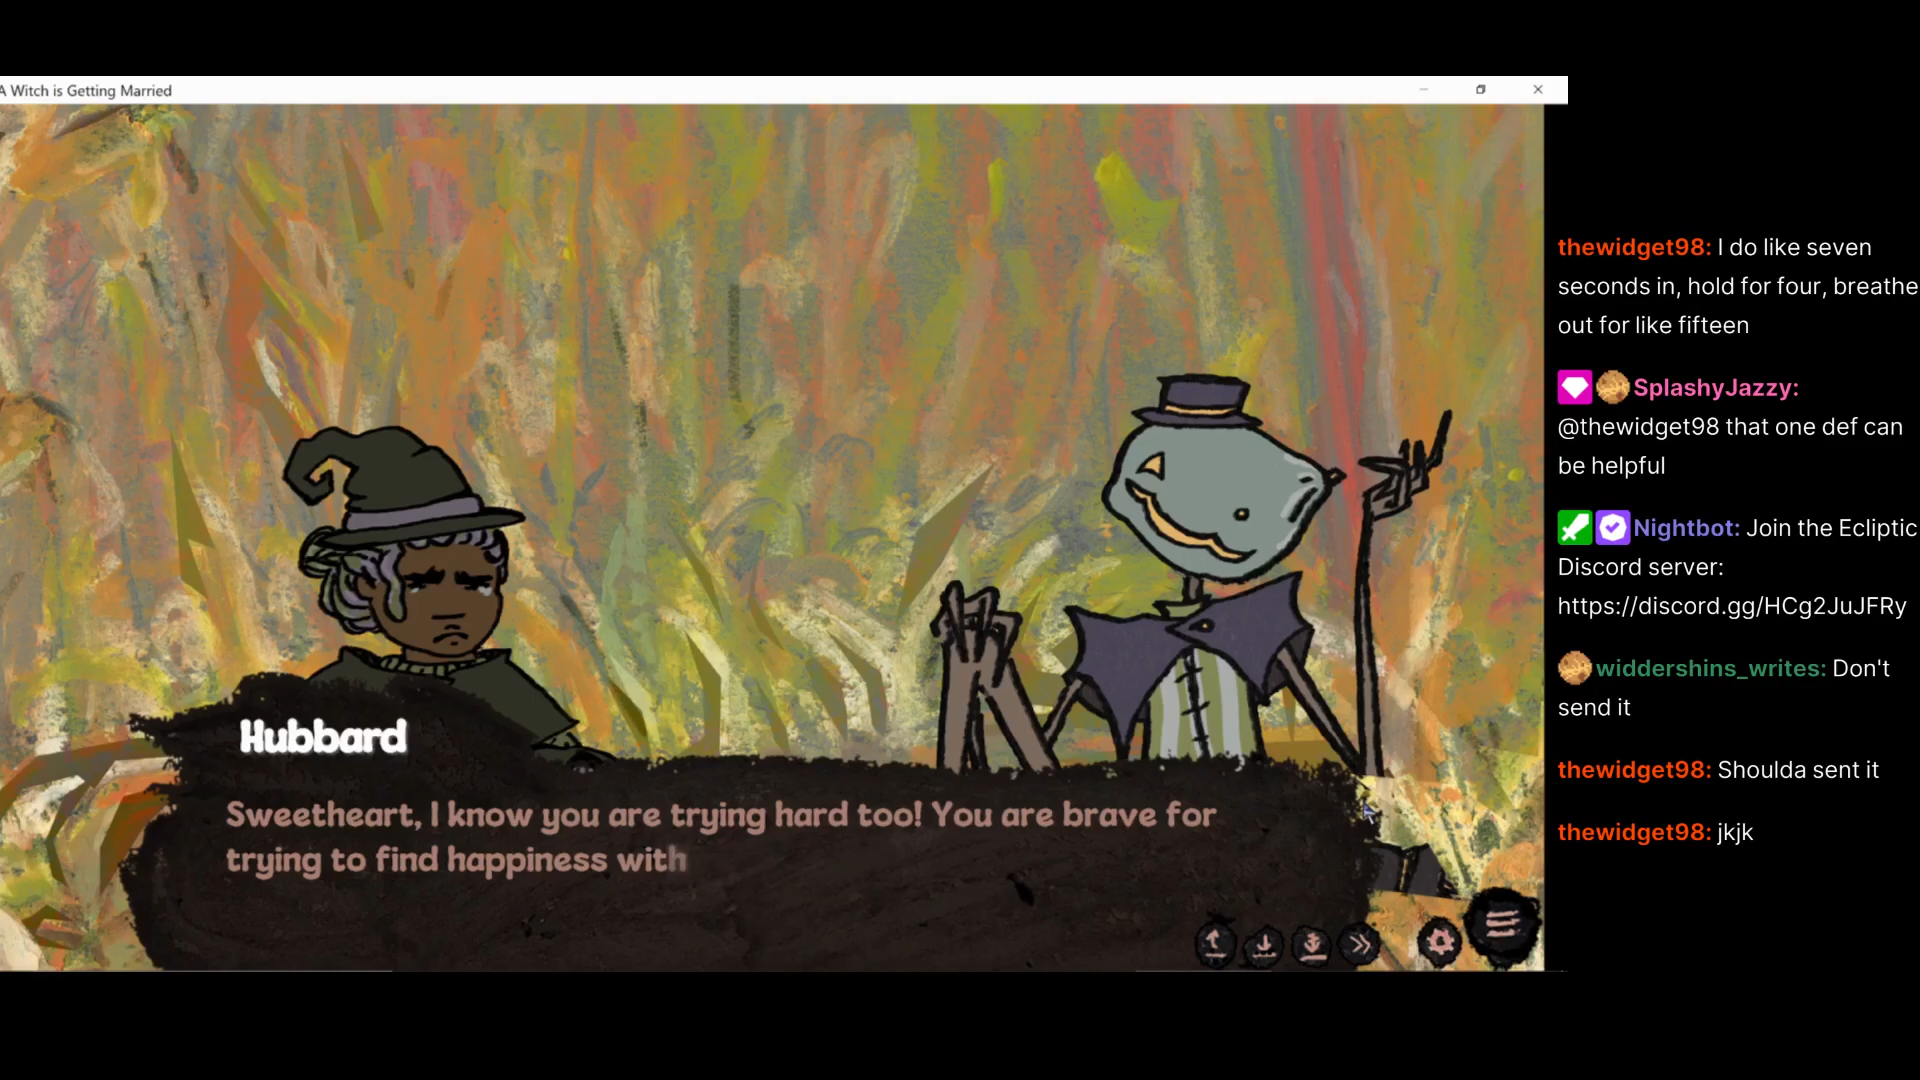 A Witch is Getting Married
Hubbard
Sweetheart, I know you are trying hard too! You are brave for
trying to find happiness with
thewidget98: I do like seven
seconds in, hold for four, breathe
out for like fifteen
SplashyJazzy:
@thewidget98 that one def can
be helpful
Nightbot: Join the Ecliptic
Discord server:
https://discord.gg/HCg2JuJFRy
widdershins_writes: Don't
send it
thewidget98: Shoulda sent it
thewidget98: jkjk